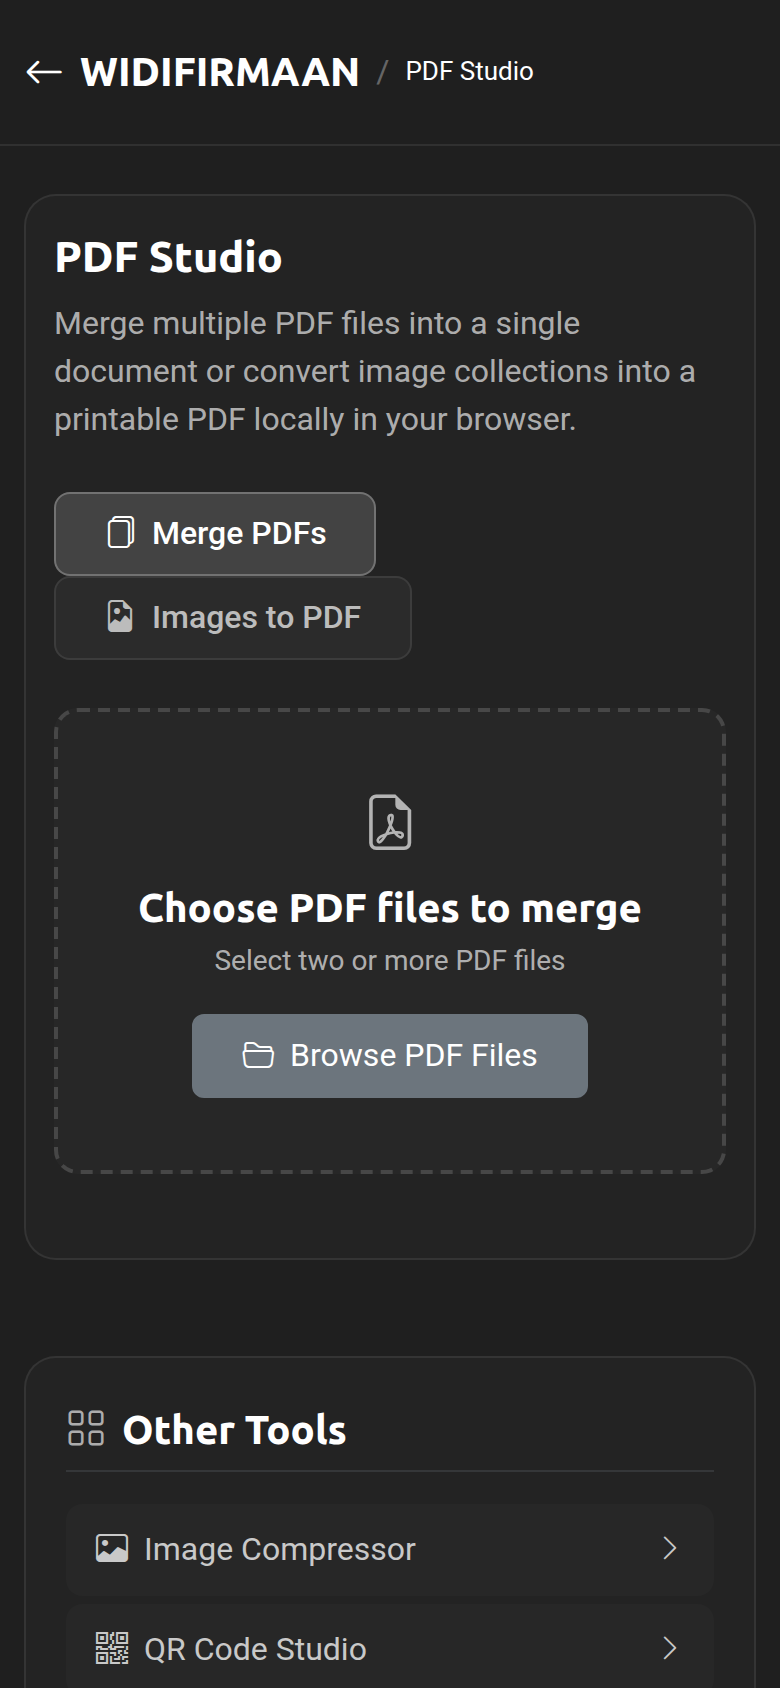 WIDIFIRMAAN / PDF Studio
PDF Studio
Merge multiple PDF files into a single
document or convert image collections into a
printable PDF locally in your browser.
Merge PDFs
Images to PDF
Choose PDF files to merge
Select two or more PDF files
Browse PDF Files
Other Tools
Image Compressor
QR Code Studio